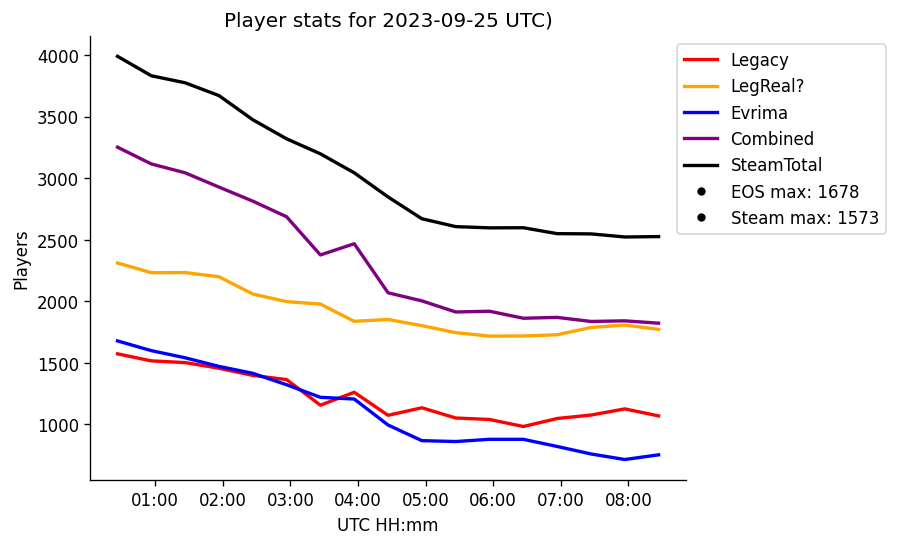 Player stats for 2023-09-25 UTC)
Legacy
LegReal?
Evrima
Combined
SteamTotal
EOS max: 1678
Steam max: 1573
Players
4000
3500
3000
2500
2000
1500
1000
01:00 02:00 03:00 04:00 05:00 06:00 07:00 08:00
UTC HH:mm